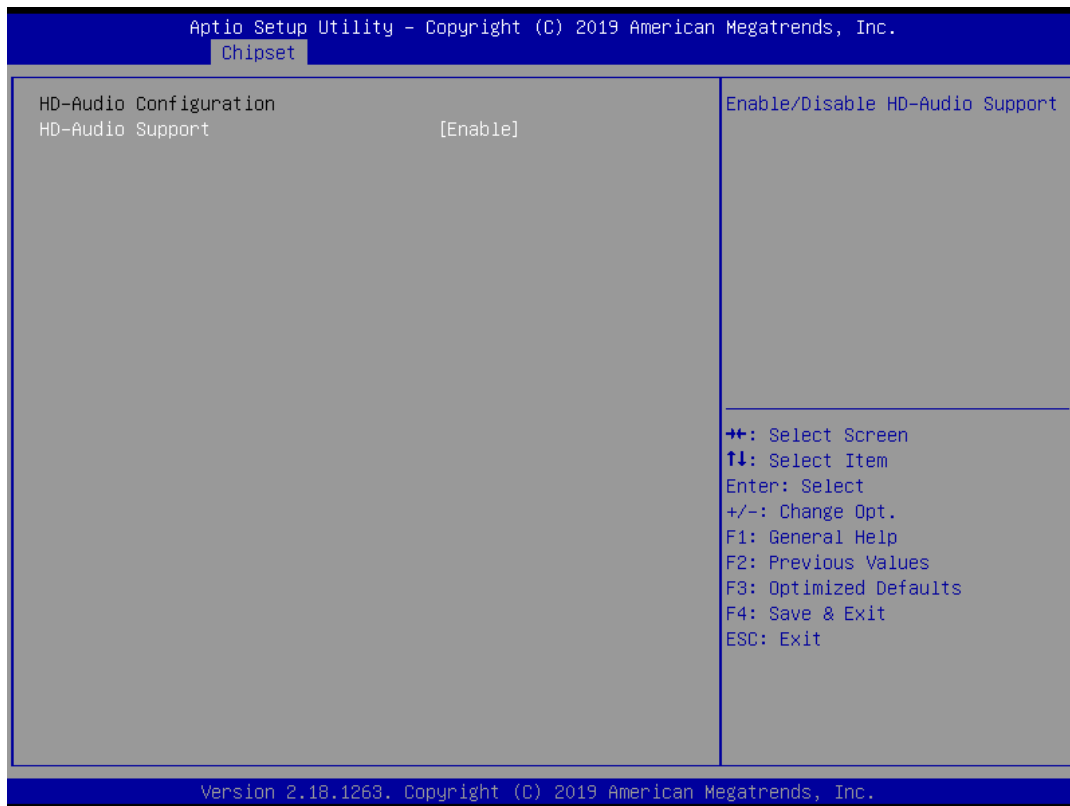 Aptio Setup Utility – Copyright (C) 2019 American Megatrends, Inc.
Chipset
HD-Audio Configuration
HD-Audio Support [Enable]
Enable/Disable HD-Audio Support
→←: Select Screen
↑↓: Select Item
Enter: Select
+/-: Change Opt.
F1: General Help
F2: Previous Values
F3: Optimized Defaults
F4: Save & Exit
ESC: Exit
Version 2.18.1263. Copyright (C) 2019 American Megatrends, Inc.